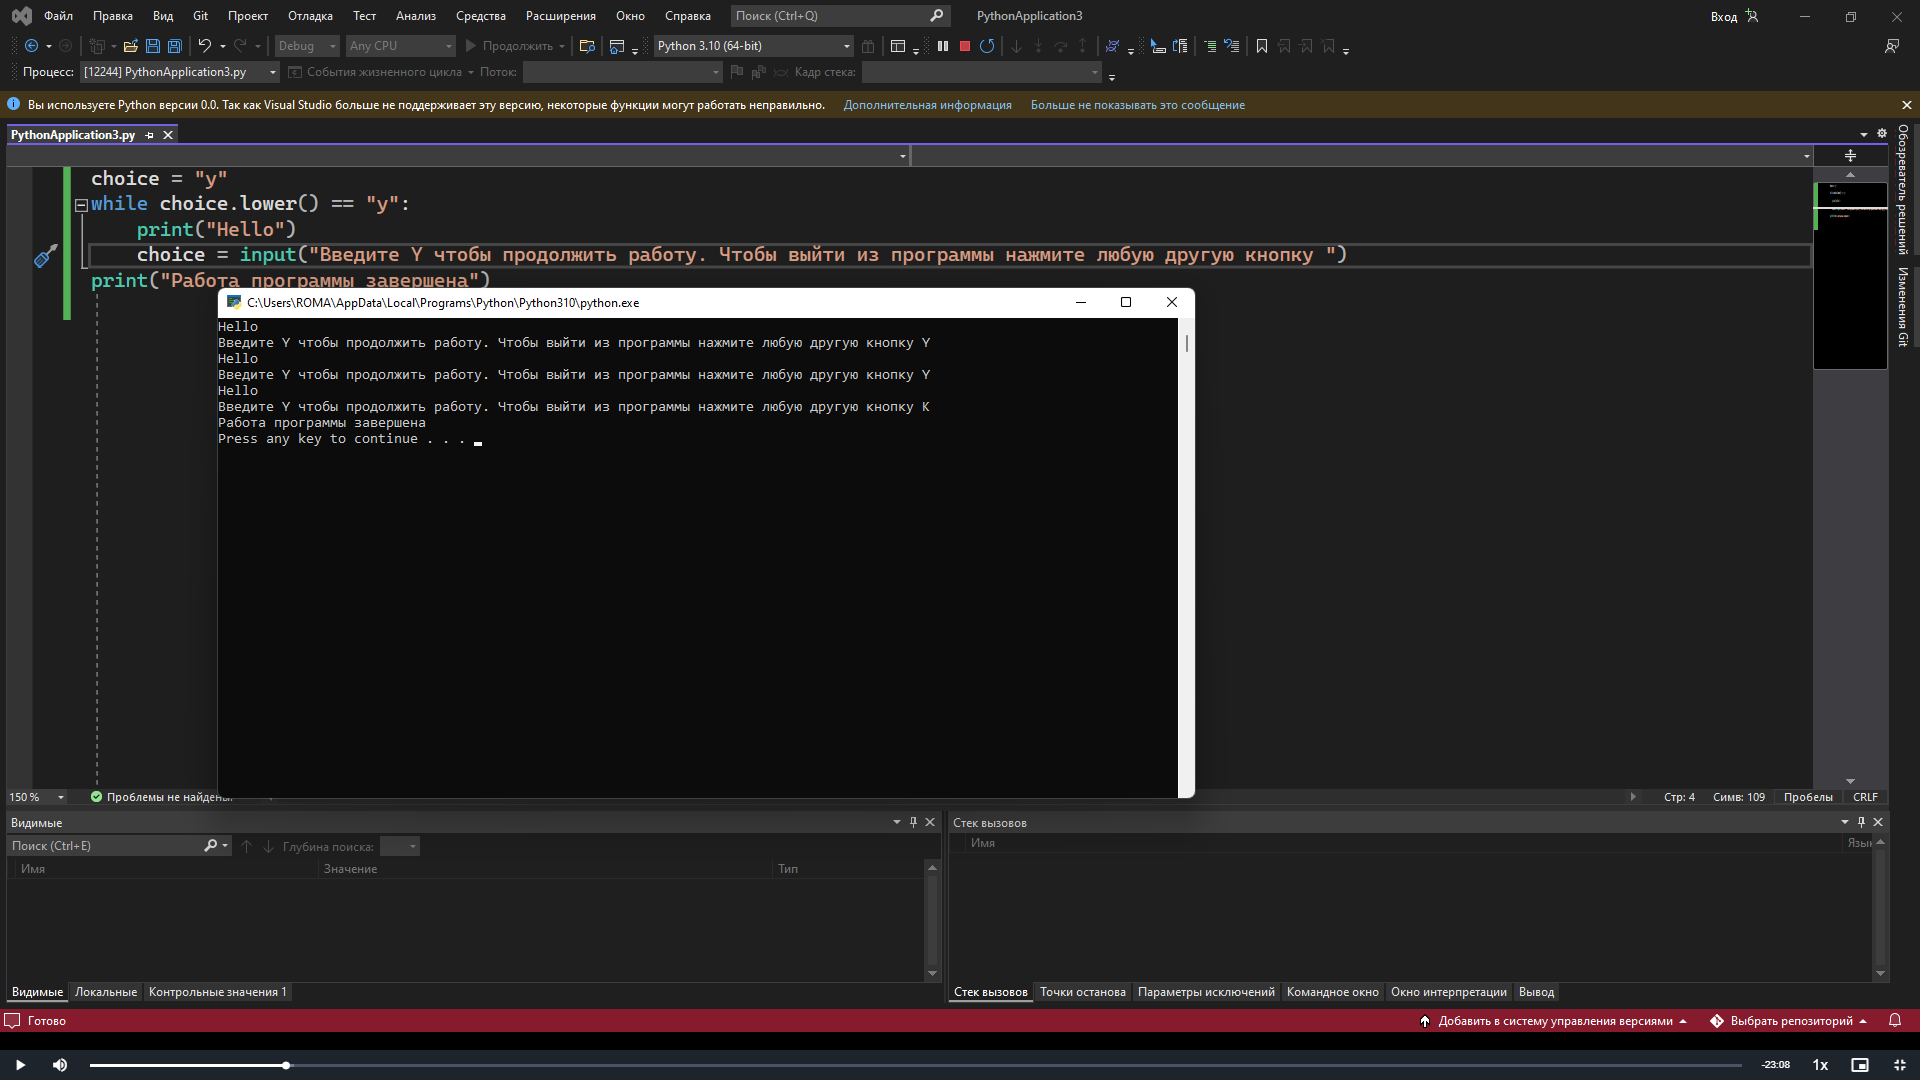 Файл Правка Вид Git Проект Отладка Тест Анализ Средства Расширения Окно Справка Поиск (Ctrl+Q) PythonApplication3 Вход
Debug Any CPU Продолжить Python 3.10 (64-bit)
Процесс: [12244] PythonApplication3.py События жизненного цикла Поток: Кадр стека:
Вы используете Python версии 0.0. Так как Visual Studio больше не поддерживает эту версию, некоторые функции могут работать неправильно. Дополнительная информация Больше не показывать это сообщение
PythonApplication3.py
choice = "y"
while choice.lower() == "y":
print("Hello")
choice = input("Введите Y чтобы продолжить работу. Чтобы выйти из программы нажмите любую другую кнопку ")
print("Работа программы завершена")
C:\Users\ROMA\AppData\Local\Programs\Python\Python310\python.exe
Hello
Введите Y чтобы продолжить работу. Чтобы выйти из программы нажмите любую другую кнопку Y
Hello
Введите Y чтобы продолжить работу. Чтобы выйти из программы нажмите любую другую кнопку Y
Hello
Введите Y чтобы продолжить работу. Чтобы выйти из программы нажмите любую другую кнопку K
Работа программы завершена
Press any key to continue . . .
Обозреватель решений
Изменения Git
150 % Проблемы не найдены. Стр: 4 Симв: 109 Пробелы CRLF
Видимые
Поиск (Ctrl+E) Глубина поиска:
Имя Значение Тип
Видимые Локальные Контрольные значения 1
Стек вызовов
Имя Язык
Стек вызовов Точки останова Параметры исключений Командное окно Окно интерпретации Вывод
Готово Добавить в систему управления версиями Выбрать репозиторий
-23:08 1x